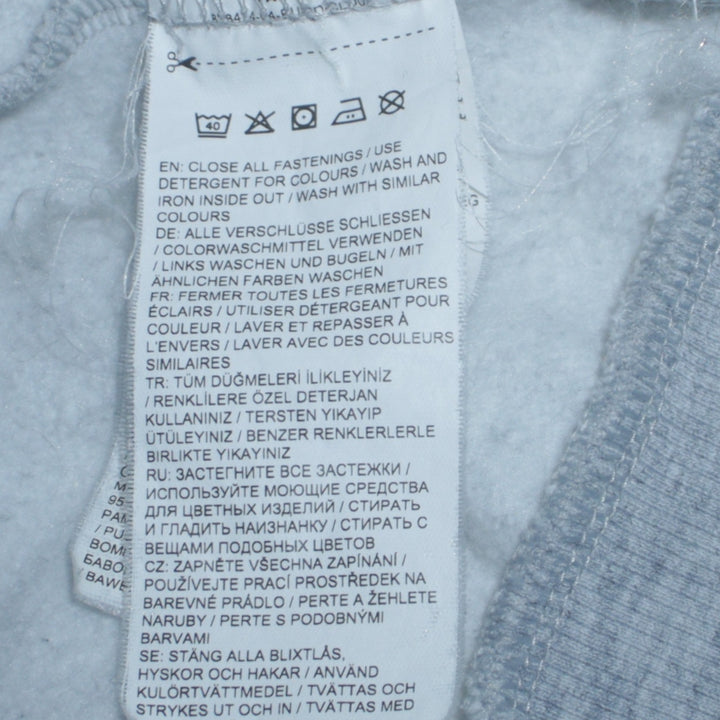 40
EN: CLOSE ALL FASTENINGS / USE
DETERGENT FOR COLOURS / WASH AND
IRON INSIDE OUT / WASH WITH SIMILAR
COLOURS
DE: ALLE VERSCHLÜSSE SCHLIESSEN
/ COLORWASCHMITTEL VERWENDEN
/ LINKS WASCHEN UND BUGELN / MIT
ÄHNLICHEN FARBEN WASCHEN
FR: FERMER TOUTES LES FERMETURES
ÉCLAIRS / UTILISER DÉTERGEANT POUR
COULEUR / LAVER ET REPASSER À
L'ENVERS / LAVER AVEC DES COULEURS
SIMILAIRES
TR: TÜM DÜĞMELERİ İLİKLEYİNİZ
/ RENKLİLERE ÖZEL DETERJAN
KULLANINIZ / TERSTEN YIKAYIP
ÜTÜLEYINIZ / BENZER RENKLERLERLE
BIRLIKTE YIKAYINIZ
RU: ЗАСТЕГНИТЕ ВСЕ ЗАСТЕЖКИ /
ИСПОЛЬЗУЙТЕ МОЮЩИЕ СРЕДСТВА
ДЛЯ ЦВЕТНЫХ ИЗДЕЛИЙ / СТИРАТЬ
И ГЛАДИТЬ НАИЗНАНКУ / СТИРАТЬ С
ВЕЩАМИ ПОДОБНЫХ ЦВЕТОВ
CZ: ZAPNĚTE VŠECHNA ZAPÍNÁNÍ /
POUŽÍVEJTE PRACÍ PROSTŘEDEK NA
BAREVNÉ PRÁDLO / PERTE A ŽEHLETE
NARUBY / PERTE S PODOBNÝMI
BARVAMI
SE: STÄNG ALLA BLIXTLÅS,
HYSKOR OCH HAKAR / ANVÄND
KULÖRTVÄTTMEDEL / TVÄTTAS OCH
STRYKES UT OCH IN / TVÄTTAS MED